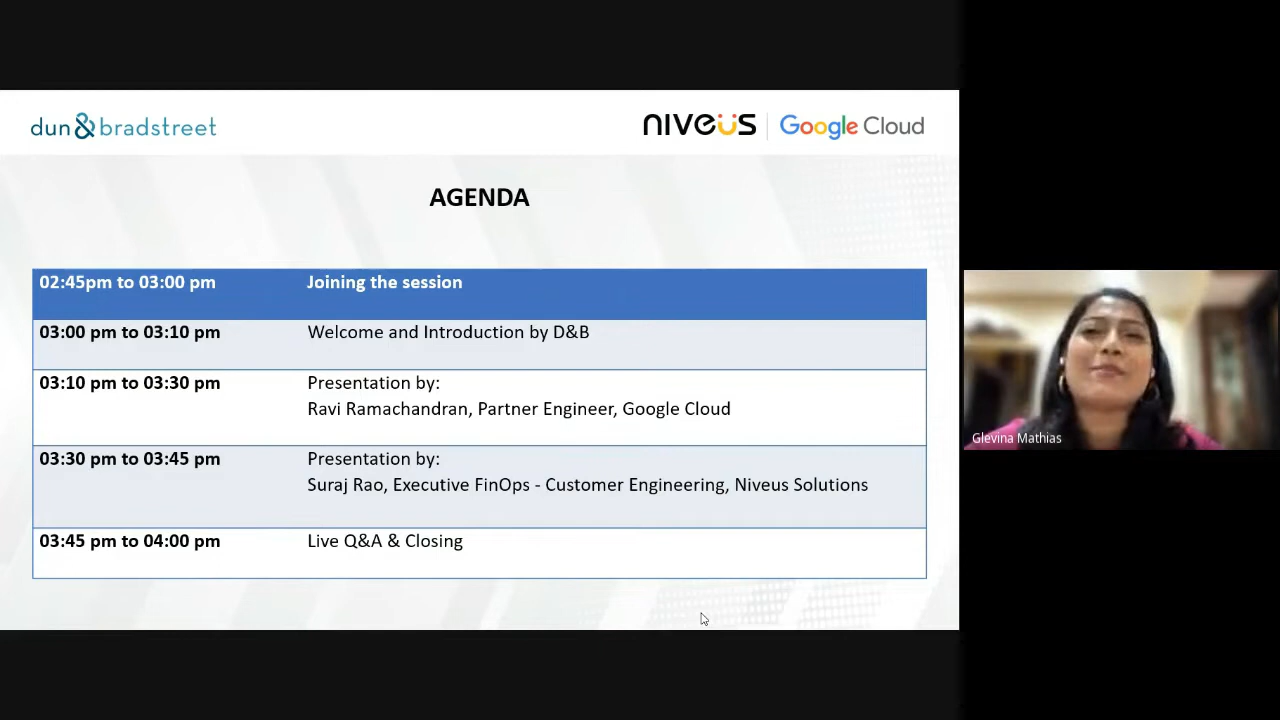 dun & bradstreet
niveus Google Cloud
AGENDA
02:45pm to 03:00 pm Joining the session
03:00 pm to 03:10 pm Welcome and Introduction by D&B
03:10 pm to 03:30 pm Presentation by:
Ravi Ramachandran, Partner Engineer, Google Cloud
03:30 pm to 03:45 pm Presentation by:
Suraj Rao, Executive FinOps - Customer Engineering, Niveus Solutions
03:45 pm to 04:00 pm Live Q&A & Closing
Glevina Mathias